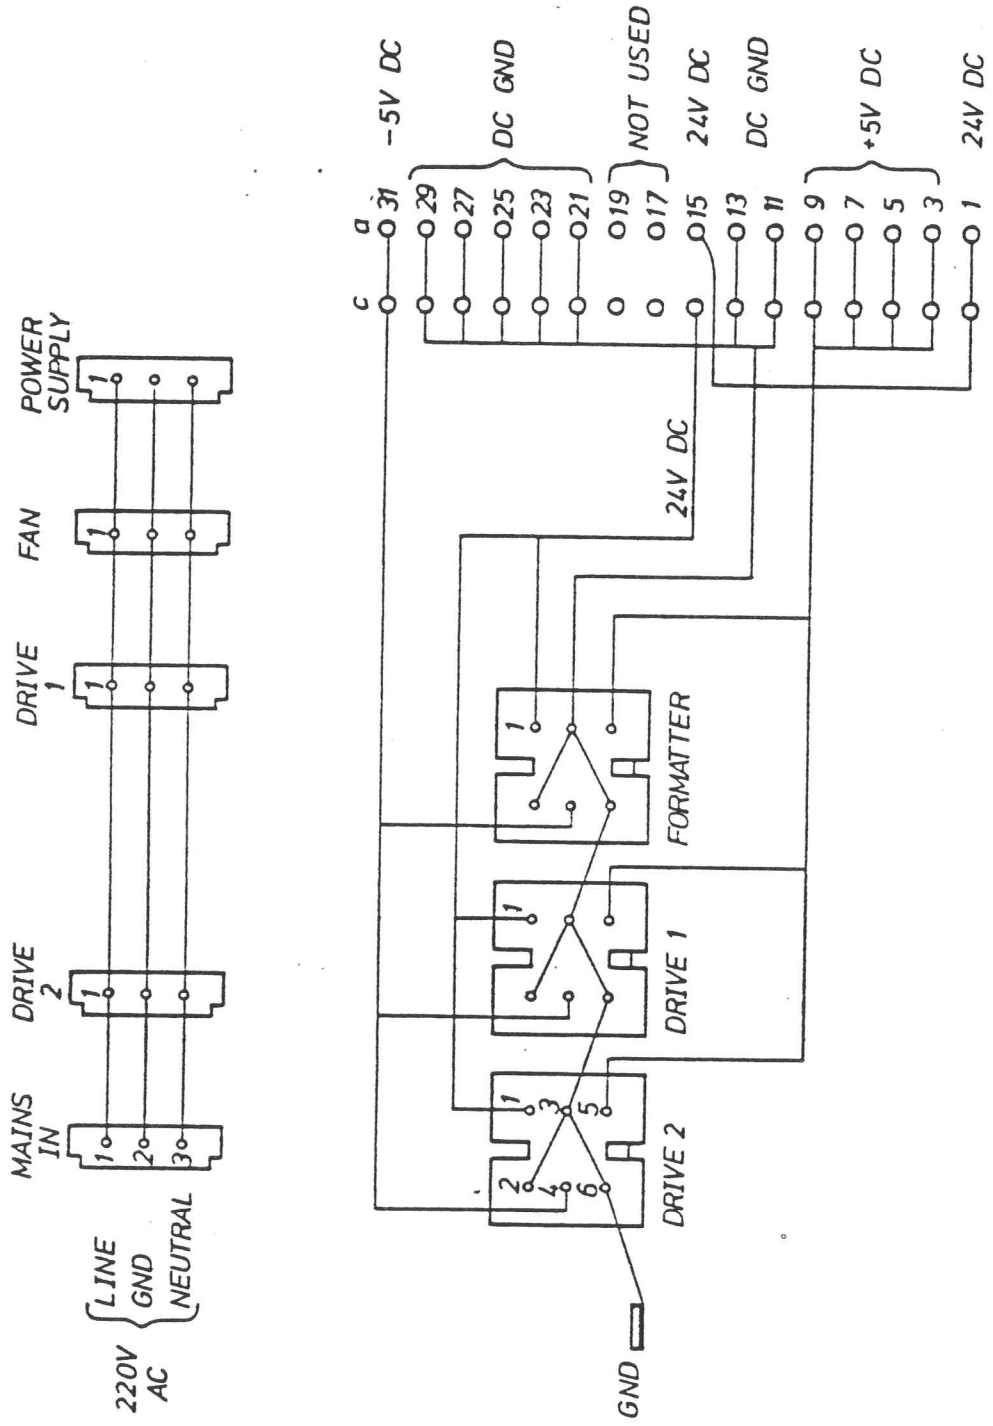 220V
AC
LINE
GND
NEUTRAL
MAINS
IN
1
2
3
DRIVE
2
1
DRIVE
1
1
FAN
1
POWER
SUPPLY
1
GND
DRIVE 2
1
2
3
4
5
6
DRIVE 1
1
FORMATTER
1
24V DC
c
a
31
29
27
25
23
21
19
17
15
13
11
9
7
5
3
1
-5V DC
DC GND
NOT USED
24V DC
DC GND
+5V DC
24V DC